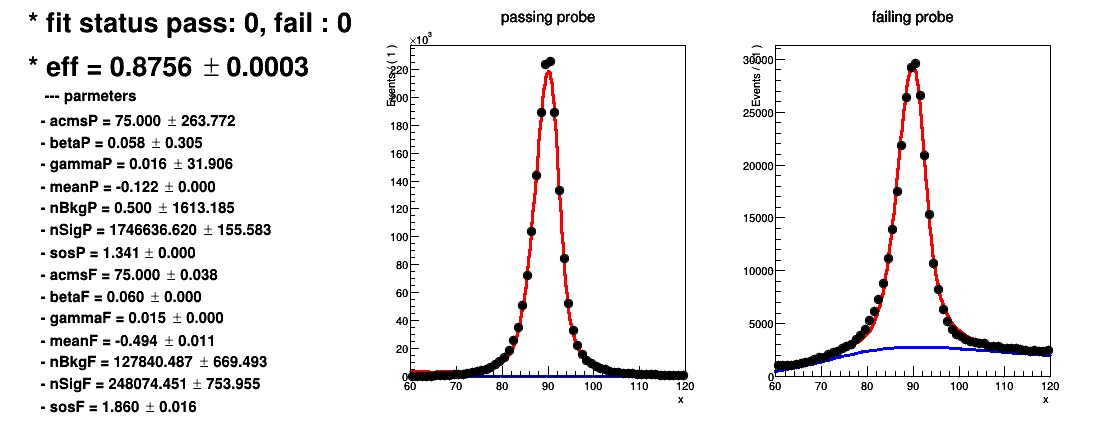 * fit status pass: 0, fail : 0
* eff = 0.8756 ± 0.0003
--- parmeters
- acmsP = 75.000 ± 263.772
- betaP = 0.058 ± 0.305
- gammaP = 0.016 ± 31.906
- meanP = -0.122 ± 0.000
- nBkgP = 0.500 ± 1613.185
- nSigP = 1746636.620 ± 155.583
- sosP = 1.341 ± 0.000
- acmsF = 75.000 ± 0.038
- betaF = 0.060 ± 0.000
- gammaF = 0.015 ± 0.000
- meanF = -0.494 ± 0.011
- nBkgF = 127840.487 ± 669.493
- nSigF = 248074.451 ± 753.955
- sosF = 1.860 ± 0.016
passing probe
×10³
Events / ( 1 )
220
200
180
160
140
120
100
80
60
40
20
0
60 70 80 90 100 110 120
x
failing probe
Events / ( 1 )
30000
25000
20000
15000
10000
5000
0
60 70 80 90 100 110 120
x